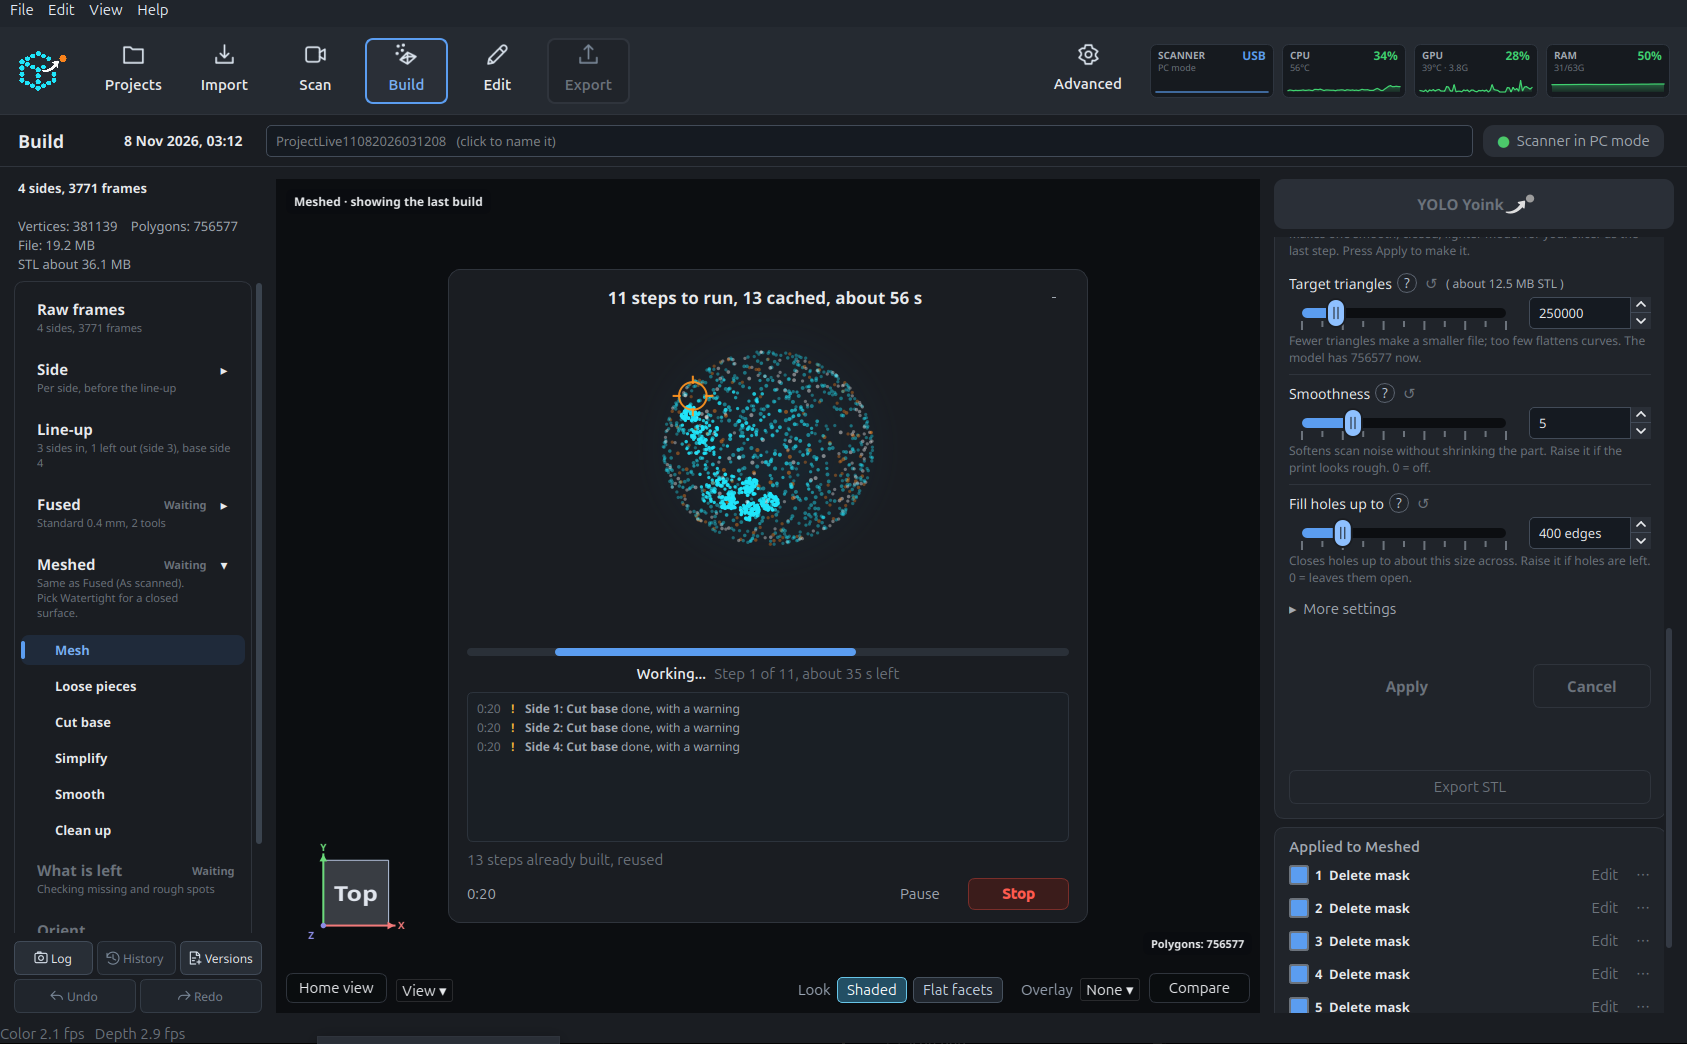 File Edit View Help
Projects
Import
Scan
Build
Edit
Export
Advanced
SCANNER USB
PC mode
CPU 34%
56°C
GPU 28%
39°C · 3.8G
RAM 50%
31/63G
Build
8 Nov 2026, 03:12
ProjectLive11082026031208 (click to name it)
Scanner in PC mode
4 sides, 3771 frames
Vertices: 381139 Polygons: 756577
File: 19.2 MB
STL about 36.1 MB
Raw frames
4 sides, 3771 frames
Side
Per side, before the line-up
Line-up
3 sides in, 1 left out (side 3), base side
4
Fused Waiting
Standard 0.4 mm, 2 tools
Meshed Waiting
Same as Fused (As scanned).
Pick Watertight for a closed
surface.
Mesh
Loose pieces
Cut base
Simplify
Smooth
Clean up
What is left Waiting
Checking missing and rough spots
Orient
Log
History
Versions
Undo
Redo
Color 2.1 fps Depth 2.9 fps
Meshed · showing the last build
11 steps to run, 13 cached, about 56 s
-
Working... Step 1 of 11, about 35 s left
0:20 ! Side 1: Cut base done, with a warning
0:20 ! Side 2: Cut base done, with a warning
0:20 ! Side 4: Cut base done, with a warning
13 steps already built, reused
0:20
Pause
Stop
Y
Top
X
Z
Polygons: 756577
Home view
View
Look
Shaded
Flat facets
Overlay
None
Compare
YOLO Yoink
last step. Press Apply to make it.
Target triangles ? ( about 12.5 MB STL )
250000
Fewer triangles make a smaller file; too few flattens curves. The
model has 756577 now.
Smoothness ?
5
Softens scan noise without shrinking the part. Raise it if the
print looks rough. 0 = off.
Fill holes up to ?
400 edges
Closes holes up to about this size across. Raise it if holes are left.
0 = leaves them open.
More settings
Apply
Cancel
Export STL
Applied to Meshed
1 Delete mask Edit ...
2 Delete mask Edit ...
3 Delete mask Edit ...
4 Delete mask Edit ...
5 Delete mask Edit ...